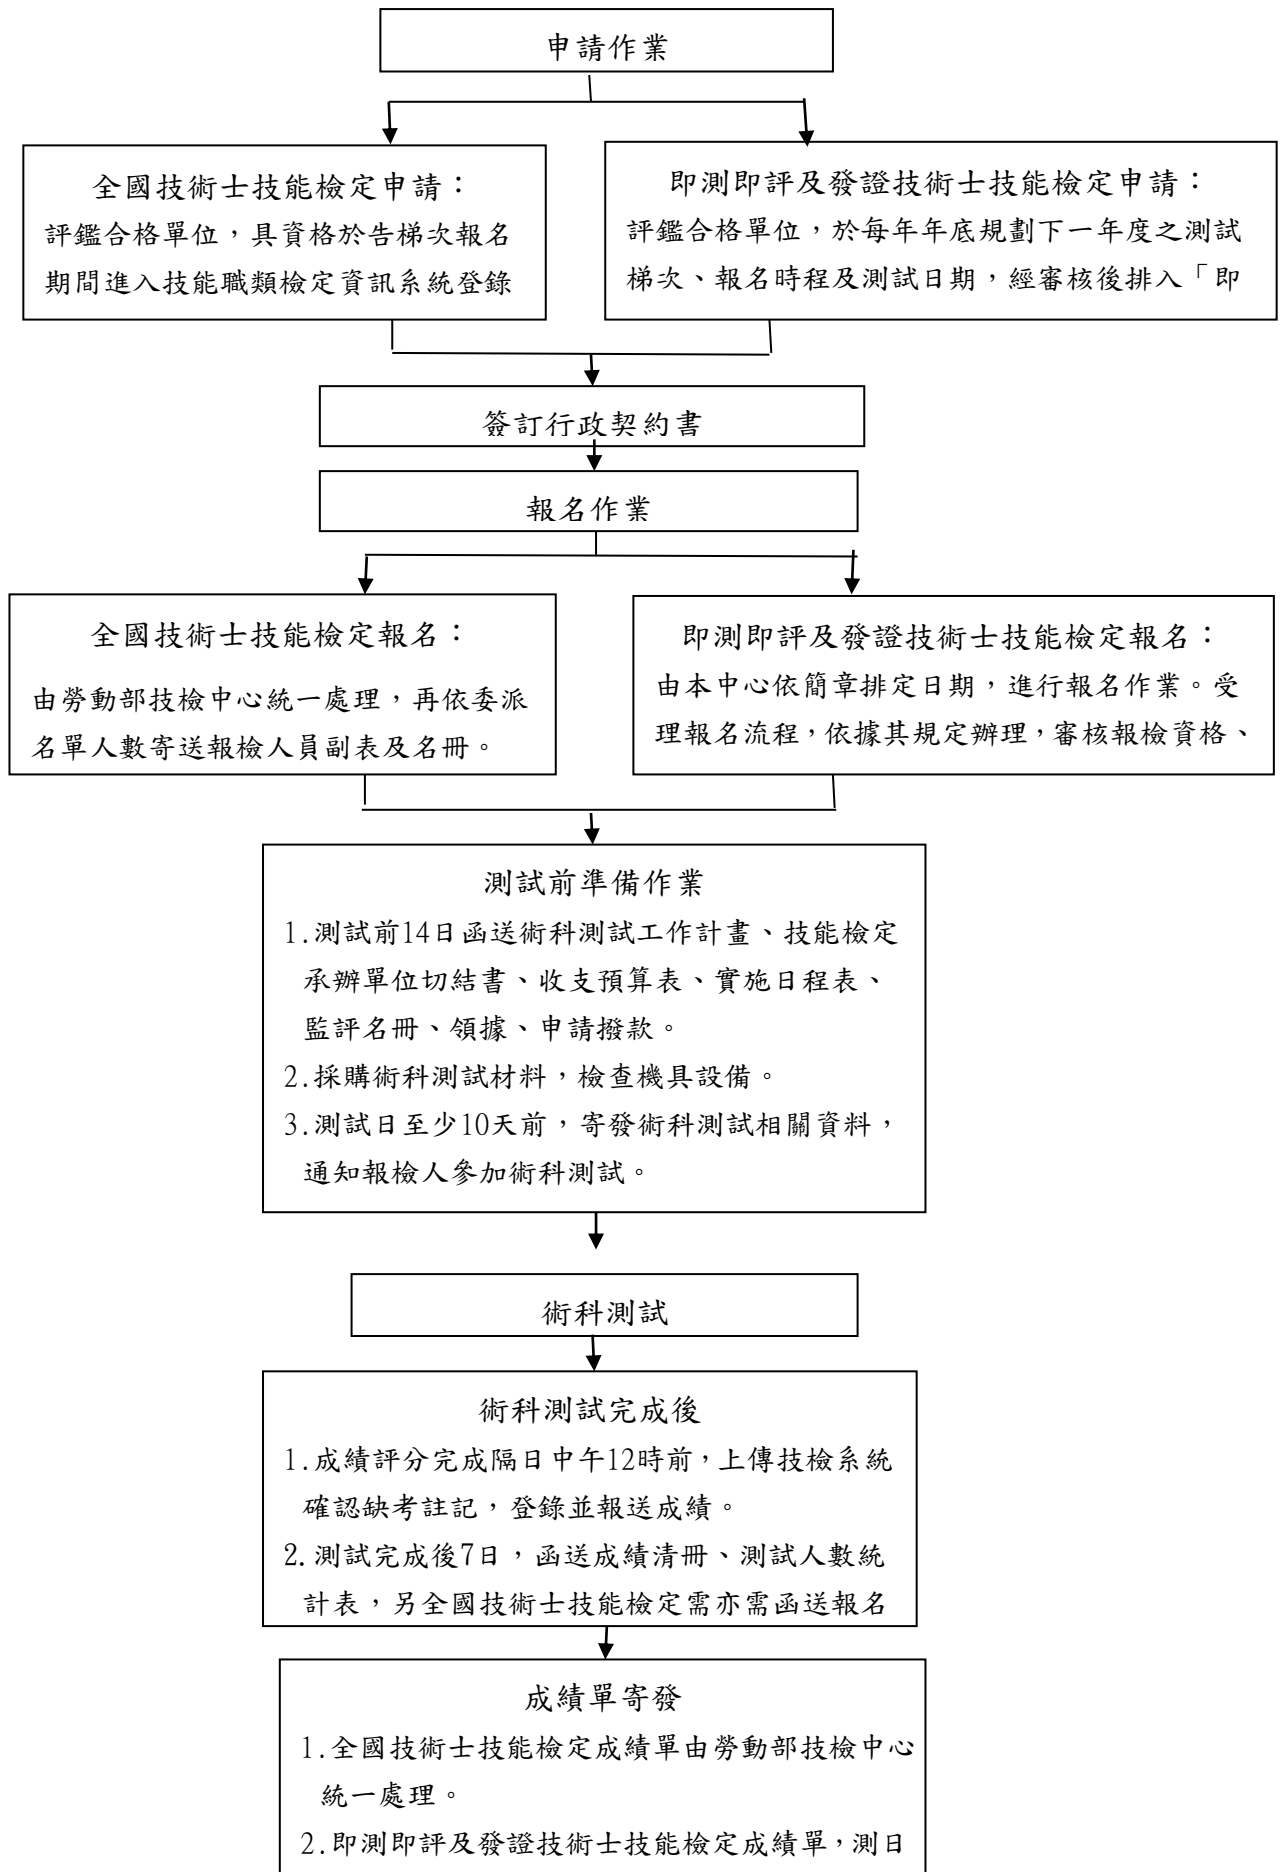 申請作業
全國技術士技能檢定申請：
評鑑合格單位，具資格於告梯次報名
期間進入技能職類檢定資訊系統登錄
即測即評及發證技術士技能檢定申請：
評鑑合格單位，於每年年底規劃下一年度之測試
梯次、報名時程及測試日期，經審核後排入「即
簽訂行政契約書
報名作業
全國技術士技能檢定報名：
由勞動部技檢中心統一處理，再依委派
名單人數寄送報檢人員副表及名冊。
即測即評及發證技術士技能檢定報名：
由本中心依簡章排定日期，進行報名作業。受
理報名流程，依據其規定辦理，審核報檢資格、
測試前準備作業
1.測試前14日函送術科測試工作計畫、技能檢定
承辦單位切結書、收支預算表、實施日程表、
監評名冊、領據、申請撥款。
2.採購術科測試材料，檢查機具設備。
3.測試日至少10天前，寄發術科測試相關資料，
通知報檢人參加術科測試。
術科測試
術科測試完成後
1.成績評分完成隔日中午12時前，上傳技檢系統
確認缺考註記，登錄並報送成績。
2.測試完成後7日，函送成績清冊、測試人數統
計表，另全國技術士技能檢定需亦需函送報名
成績單寄發
1.全國技術士技能檢定成績單由勞動部技檢中心
統一處理。
2.即測即評及發證技術士技能檢定成績單，測日